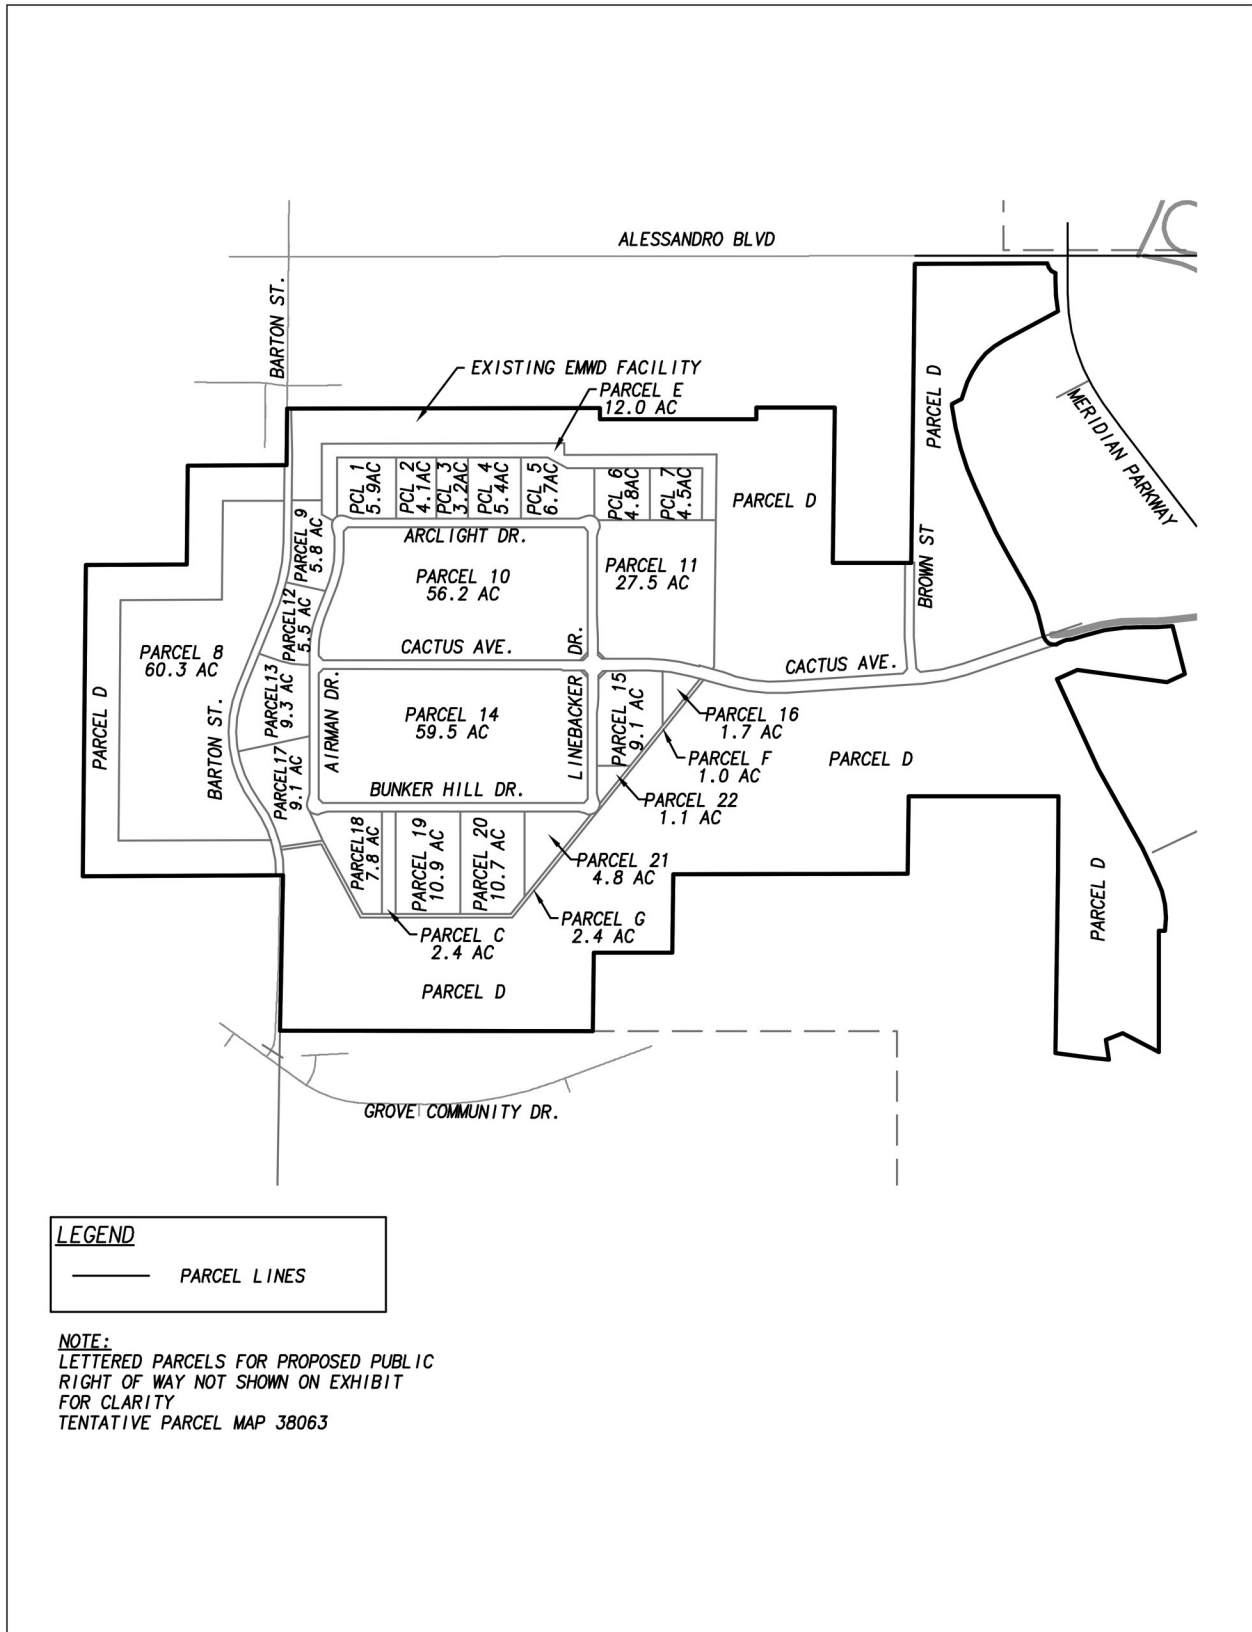 ALESSANDRO BLVD
BARTON ST.
EXISTING EMWD FACILITY
PARCEL E
12.0 AC
PARCEL D
MERIDIAN PARKWAY
PCL 1
5.9AC
PCL 2
4.1AC
PCL 3
3.2AC
PCL 4
5.4AC
PCL 5
6.7AC
PCL 6
4.8AC
PCL 7
4.5AC
PARCEL D
PARCEL 9
5.8 AC
ARCLIGHT DR.
PARCEL 10
56.2 AC
PARCEL 11
27.5 AC
BROWN ST
PARCEL12
5.5 AC
PARCEL 8
60.3 AC
CACTUS AVE.
LINEBACKER DR.
CACTUS AVE.
PARCEL D
BARTON ST.
PARCEL13
9.3 AC
AIRMAN DR.
PARCEL 14
59.5 AC
PARCEL 15
9.1 AC
PARCEL 16
1.7 AC
PARCEL F
1.0 AC
PARCEL D
PARCEL17
9.1 AC
BUNKER HILL DR.
PARCEL 22
1.1 AC
PARCEL18
7.8 AC
PARCEL 19
10.9 AC
PARCEL 20
10.7 AC
PARCEL 21
4.8 AC
PARCEL D
PARCEL G
2.4 AC
PARCEL C
2.4 AC
PARCEL D
GROVE COMMUNITY DR.
LEGEND
PARCEL LINES
NOTE:
LETTERED PARCELS FOR PROPOSED PUBLIC
RIGHT OF WAY NOT SHOWN ON EXHIBIT
FOR CLARITY
TENTATIVE PARCEL MAP 38063